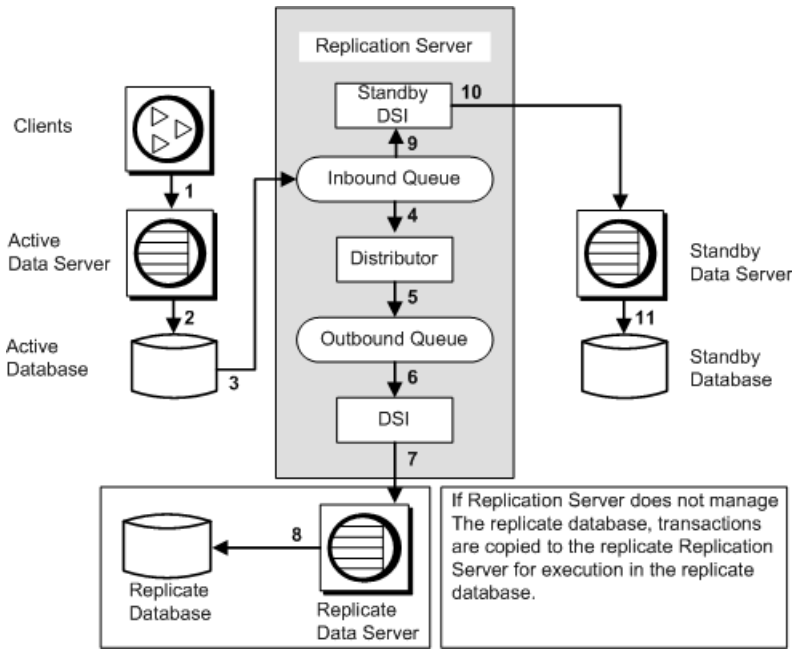 Replication Server
Standby
DSI
10
9
Clients
1
Inbound Queue
4
Active
Data Server
Distributor
Standby
Data Server
5
2
11
Active
Database
3
Outbound Queue
6
Standby
Database
DSI
7
8
Replicate
Database
Replicate
Data Server
If Replication Server does not manage
The replicate database, transactions
are copied to the replicate Replication
Server for execution in the replicate
database.